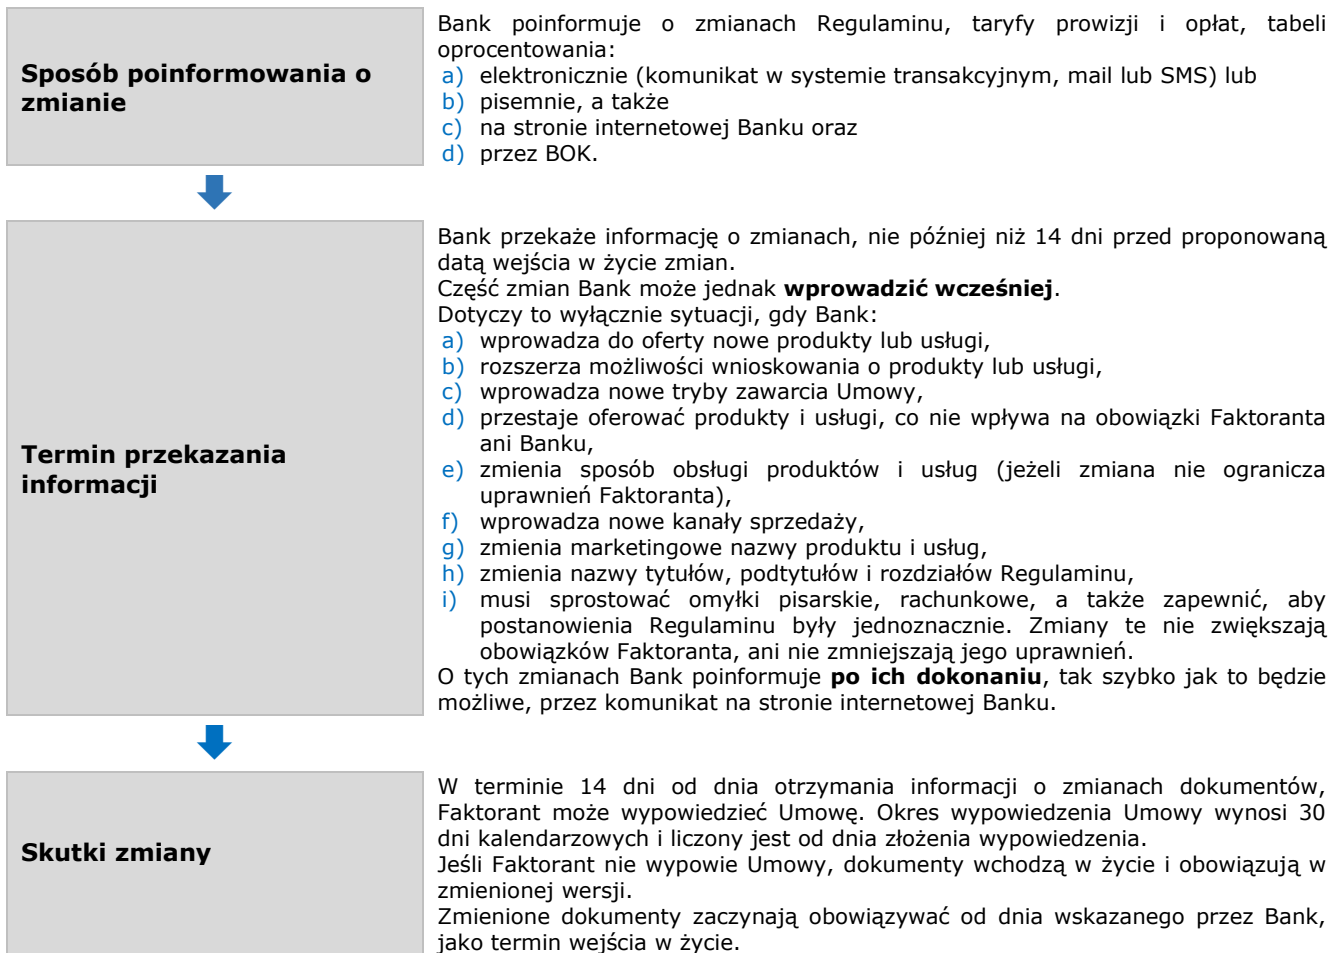 Sposób poinformowania o
zmianie
Bank poinformuje o zmianach Regulaminu, taryfy prowizji i opłat, tabeli
oprocentowania:
a) elektronicznie (komunikat w systemie transakcyjnym, mail lub SMS) lub
b) pisemnie, a także
c) na stronie internetowej Banku oraz
d) przez BOK.
Termin przekazania
informacji
Bank przekaże informację o zmianach, nie później niż 14 dni przed proponowaną
datą wejścia w życie zmian.
Część zmian Bank może jednak wprowadzić wcześniej.
Dotyczy to wyłącznie sytuacji, gdy Bank:
a) wprowadza do oferty nowe produkty lub usługi,
b) rozszerza możliwości wnioskowania o produkty lub usługi,
c) wprowadza nowe tryby zawarcia Umowy,
d) przestaje oferować produkty i usługi, co nie wpływa na obowiązki Faktoranta
ani Banku,
e) zmienia sposób obsługi produktów i usług (jeżeli zmiana nie ogranicza
uprawnień Faktoranta),
f) wprowadza nowe kanały sprzedaży,
g) zmienia marketingowe nazwy produktu i usług,
h) zmienia nazwy tytułów, podtytułów i rozdziałów Regulaminu,
i) musi sprostować omyłki pisarskie, rachunkowe, a także zapewnić, aby
postanowienia Regulaminu były jednoznacznie. Zmiany te nie zwiększają
obowiązków Faktoranta, ani nie zmniejszają jego uprawnień.
O tych zmianach Bank poinformuje po ich dokonaniu, tak szybko jak to będzie
możliwe, przez komunikat na stronie internetowej Banku.
Skutki zmiany
W terminie 14 dni od dnia otrzymania informacji o zmianach dokumentów,
Faktorant może wypowiedzieć Umowę. Okres wypowiedzenia Umowy wynosi 30
dni kalendarzowych i liczony jest od dnia złożenia wypowiedzenia.
Jeśli Faktorant nie wypowie Umowy, dokumenty wchodzą w życie i obowiązują w
zmienionej wersji.
Zmienione dokumenty zaczynają obowiązywać od dnia wskazanego przez Bank,
jako termin wejścia w życie.